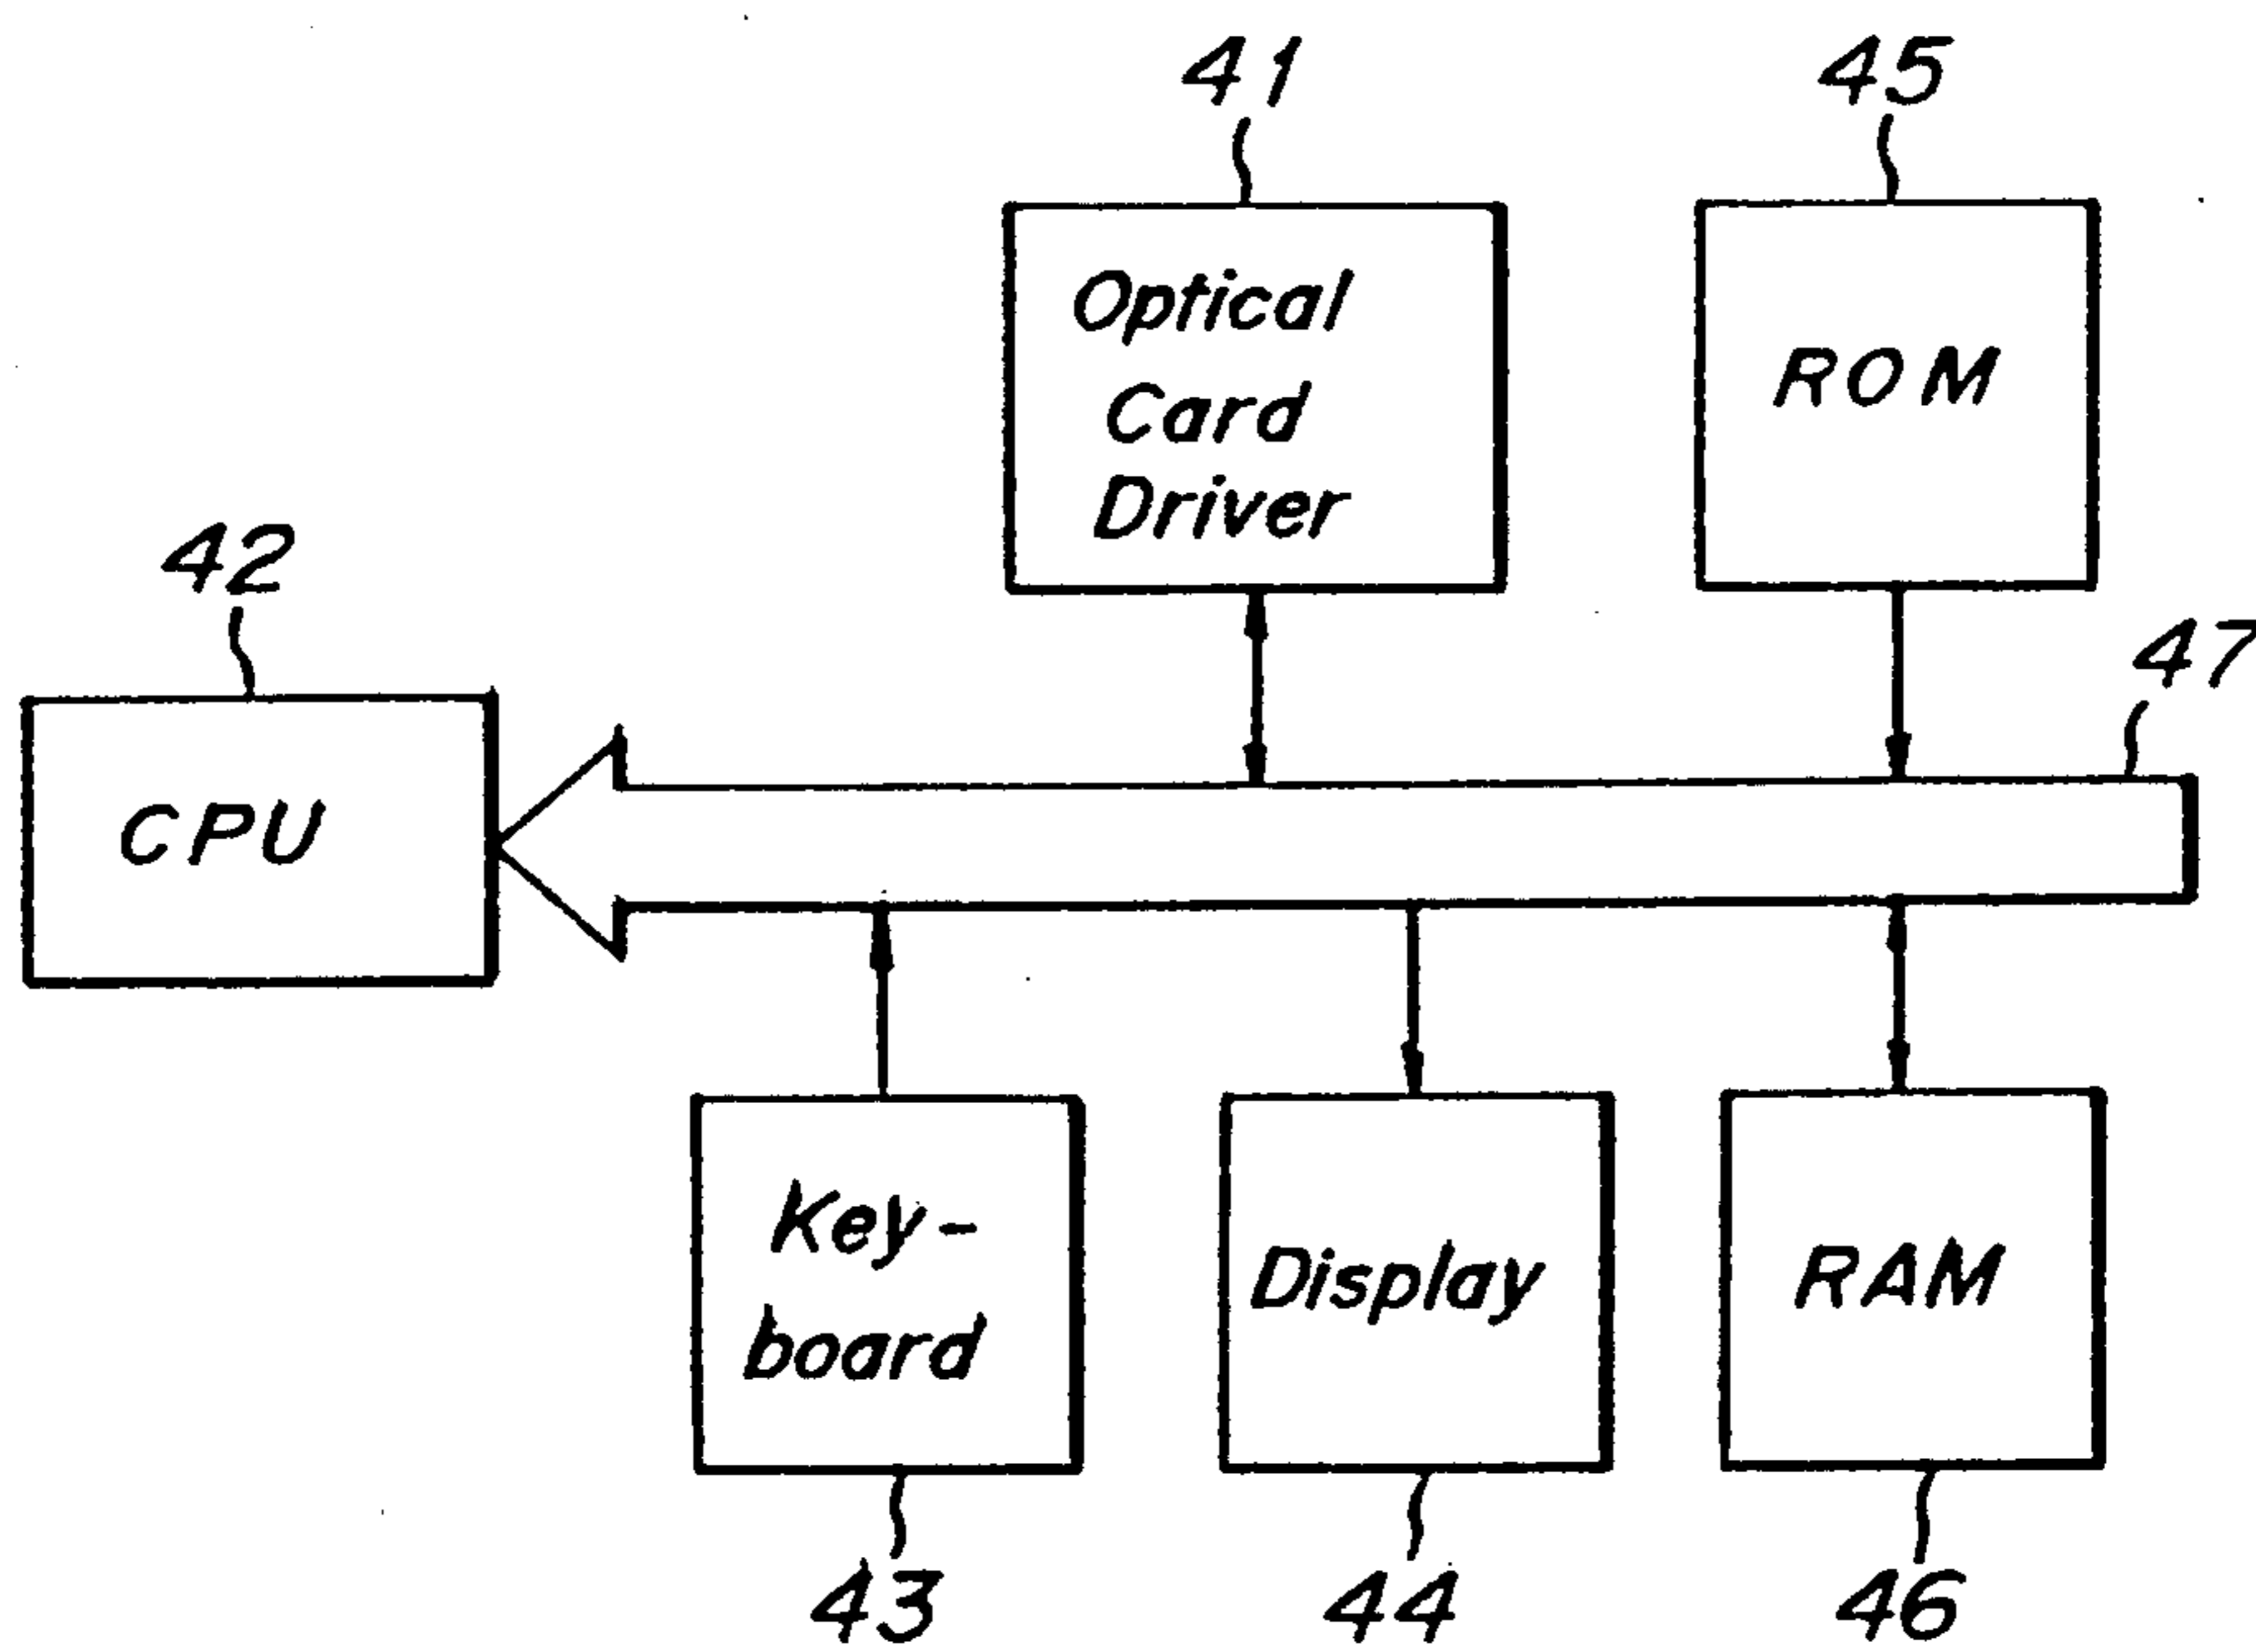 41
45
Optical
Card
Driver
ROM
42
47
CPU
Key-
board
Display
RAM
43
44
46